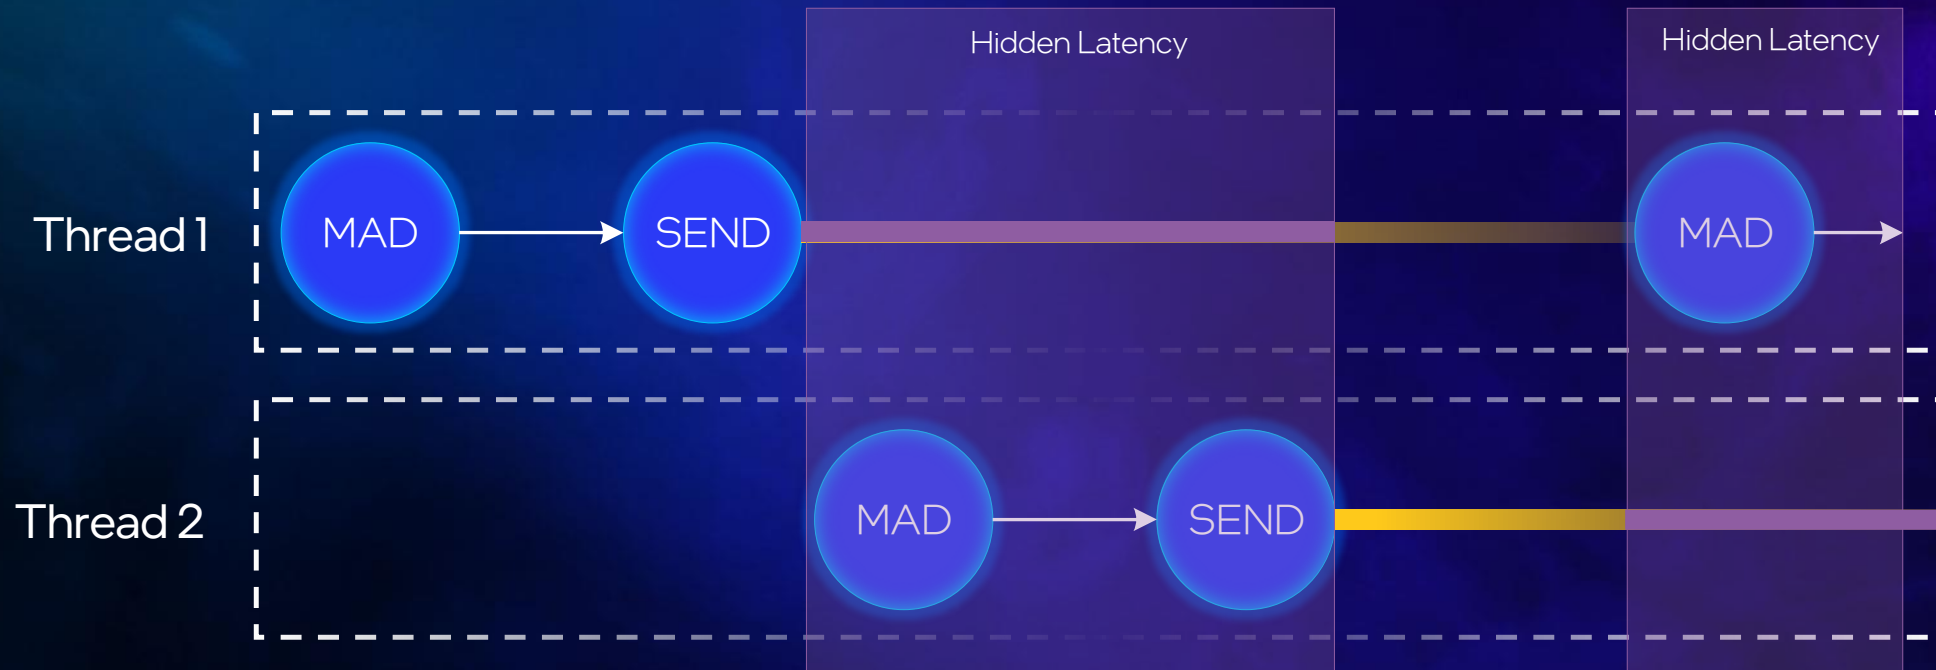 Hidden Latency
Hidden Latency
Thread 1
MAD
SEND
MAD
Thread 2
MAD
SEND